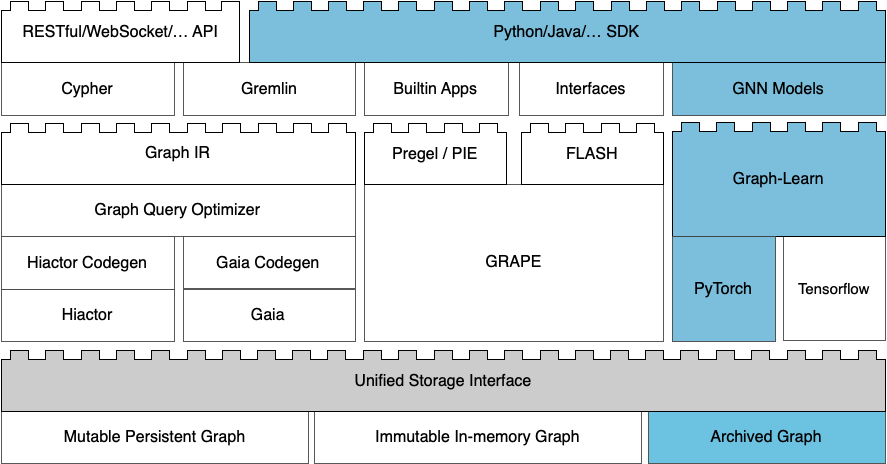 RESTful/WebSocket/... API
Python/Java/... SDK
Cypher
Gremlin
Builtin Apps
Interfaces
GNN Models
Graph IR
Pregel / PIE
FLASH
Graph-Learn
Graph Query Optimizer
Hiactor Codegen
Gaia Codegen
GRAPE
PyTorch
Tensorflow
Hiactor
Gaia
Unified Storage Interface
Mutable Persistent Graph
Immutable In-memory Graph
Archived Graph